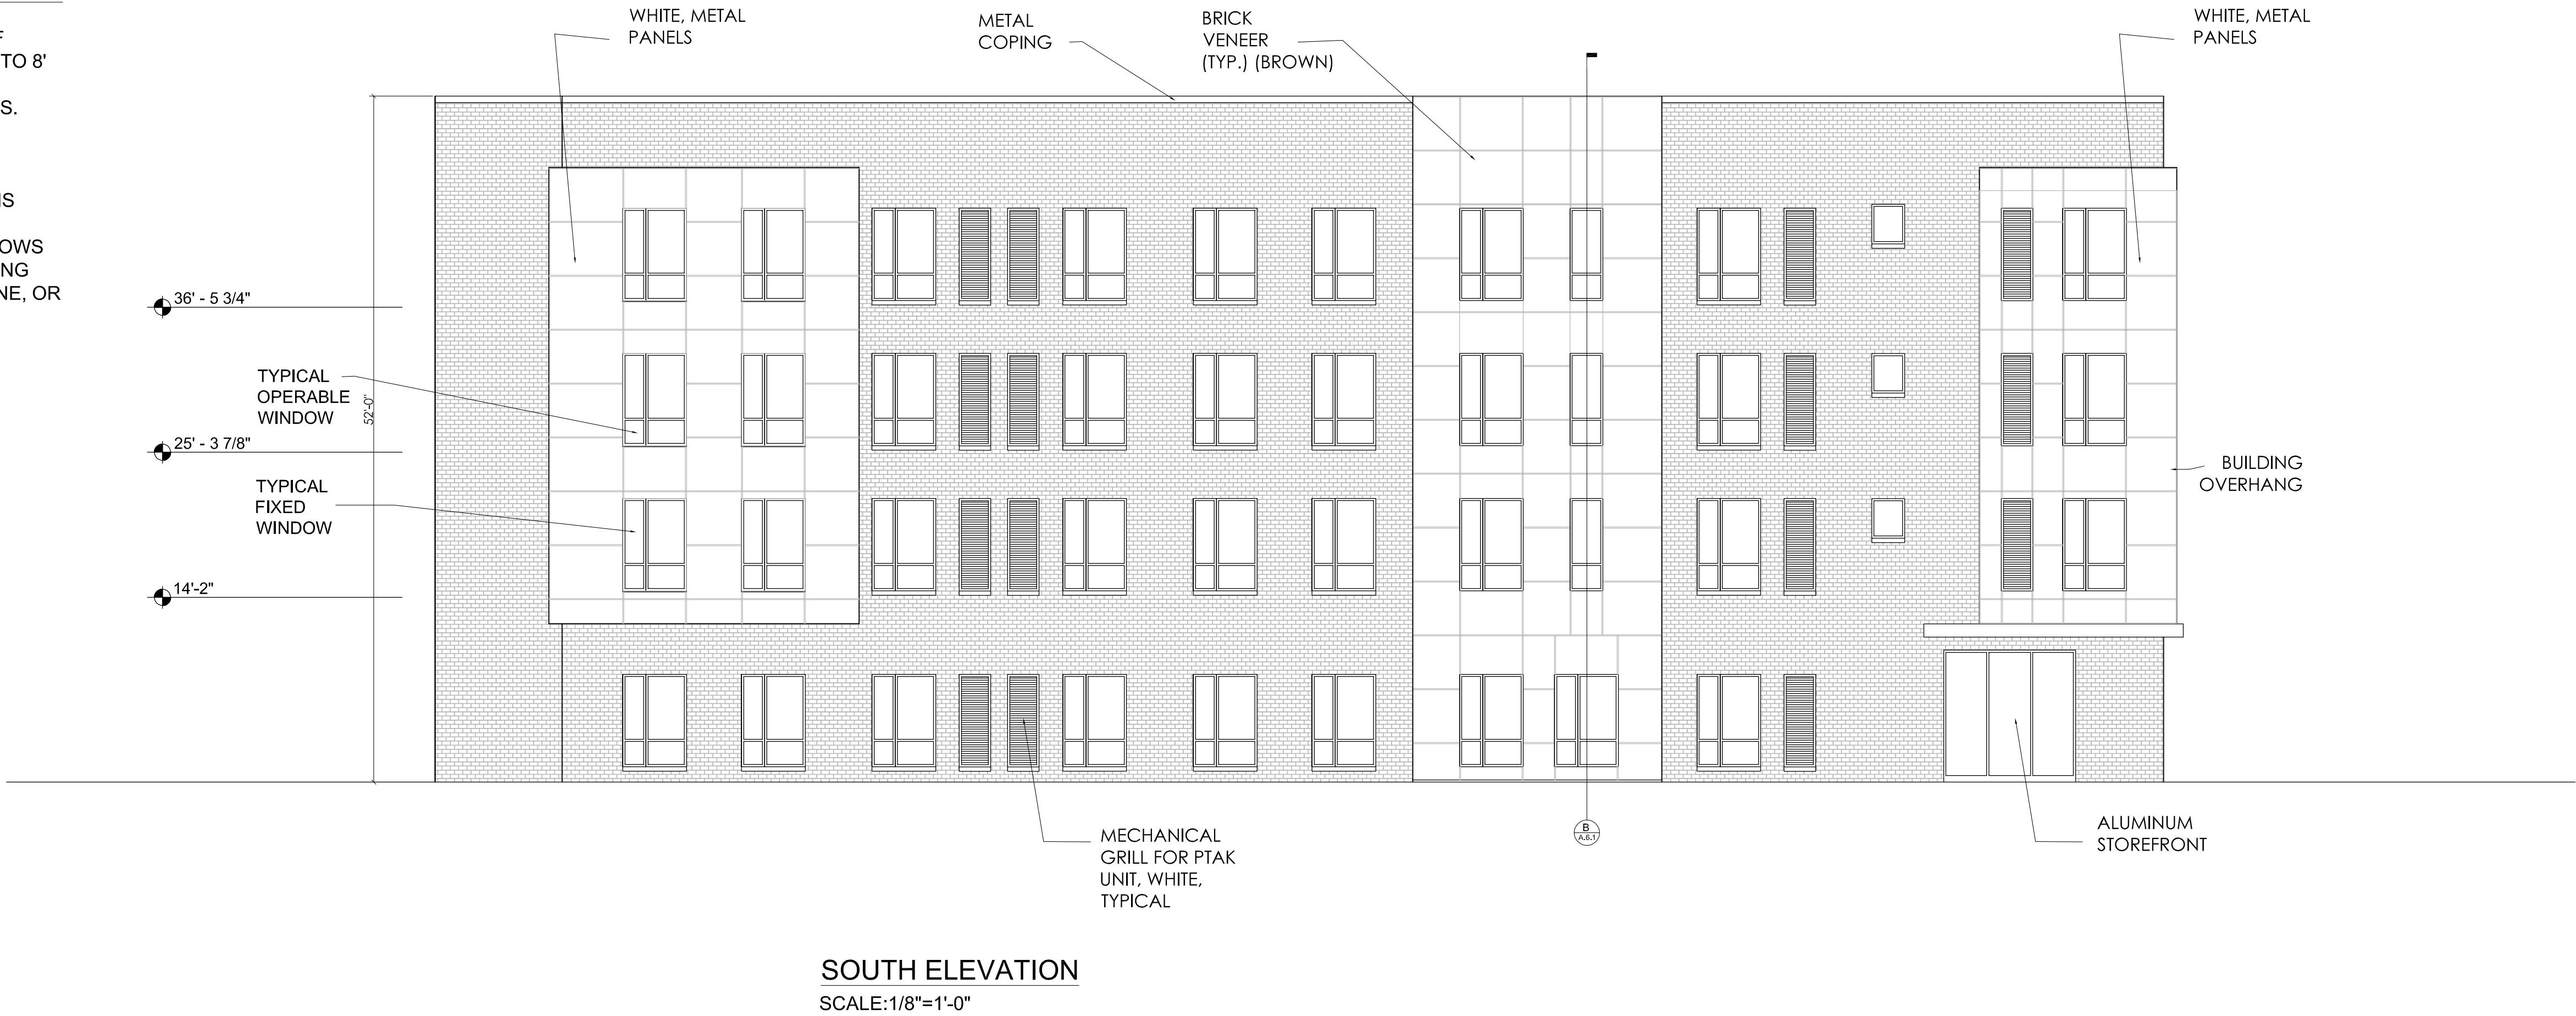 TO 8'
S.
IS
OWS
NG
NE, OR
WHITE, METAL
PANELS
METAL
COPING
BRICK
VENEER
(TYP.) (BROWN)
WHITE, METAL
PANELS
36' - 5 3/4"
TYPICAL
OPERABLE
WINDOW
52'-0"
25' - 3 7/8"
TYPICAL
FIXED
WINDOW
14'-2"
BUILDING
OVERHANG
MECHANICAL
GRILL FOR PTAK
UNIT, WHITE,
TYPICAL
B
A.6.1
ALUMINUM
STOREFRONT
SOUTH ELEVATION
SCALE:1/8"=1'-0"